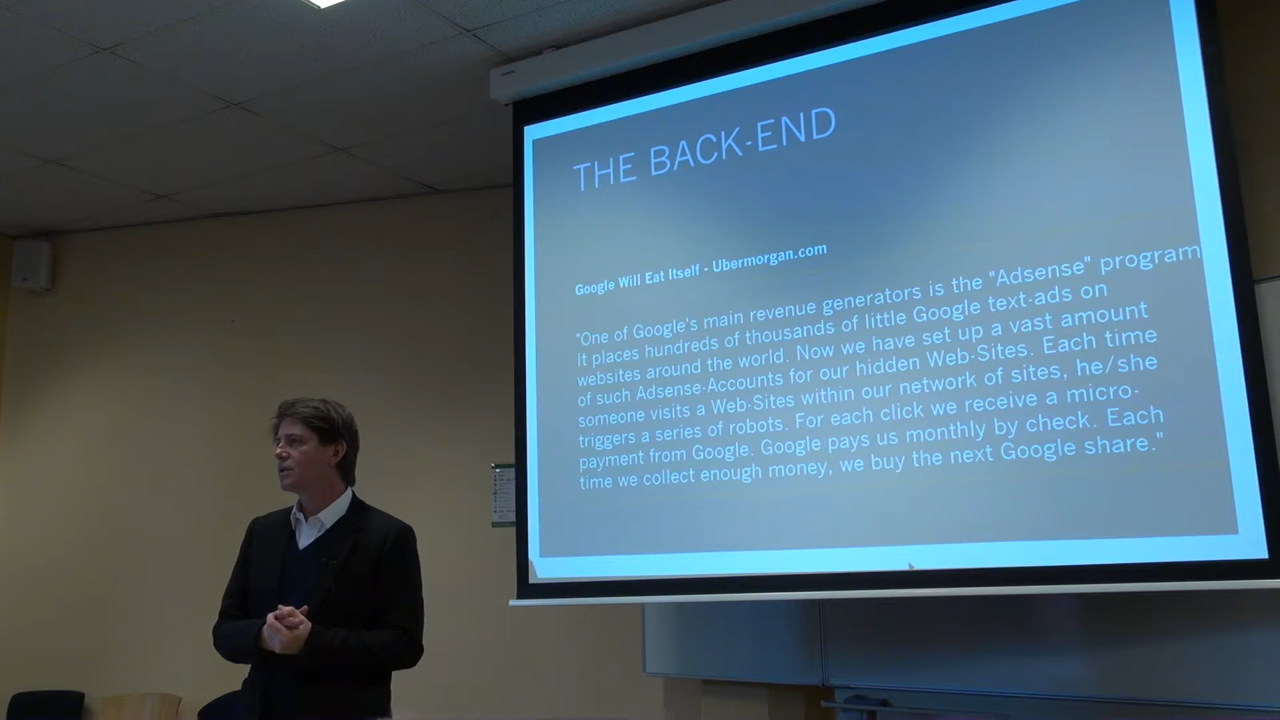 THE BACK-END
Google Will Eat Itself - Ubermorgan.com
"One of Google's main revenue generators is the "Adsense" program
It places hundreds of thousands of little Google text-ads on
websites around the world. Now we have set up a vast amount
of such Adsense-Accounts for our hidden Web-Sites. Each time
someone visits a Web-Sites within our network of sites, he/she
triggers a series of robots. For each click we receive a micro-
payment from Google. Google pays us monthly by check. Each
time we collect enough money, we buy the next Google share."